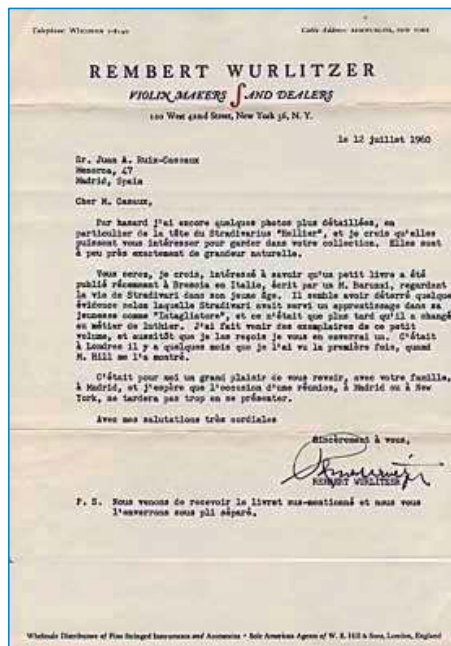 Telephone: WIsconsin 7-8140 Cable Address: REMWURLITZ, NEW YORK
REMBERT WURLITZER
VIOLIN MAKERS AND DEALERS
120 West 42nd Street, New York 36, N. Y.
le 12 juillet 1960
Sr. Juan A. Ruiz-Casaux
Mesorna, 47
Madrid, Spain
Cher M. Casaux,
Par hasard j'ai encore quelques photos plus détaillées, en
particulier de la tête du Stradivarius "Hellier", et je crois qu'elles
puissent vous intéresser pour garder dans votre collection. Elles sont
à peu près exactement de grandeur naturelle.
Vous serez, je crois, intéressé à savoir qu'un petit livre a été
publié récemment à Brescia en Italie, écrit par un M. Baruzzi, regardant
la vie de Stradivari dans son jeune âge. Il semble avoir déterré quelque
évidence selon laquelle Stradivari avait servi un apprentissage dans sa
jeunesse comme "Intagliatore", et ce n'était que plus tard qu'il a changé
en métier de luthier. J'ai fait venir des exemplaires de ce petit
volume, et aussitôt que je les reçois je vous en enverrai un. C'était
à Londres il y a quelques mois que je l'ai vu la première fois, quand
M. Hill me l'a montré.
C'était pour moi un grand plaisir de vous revoir, avec votre famille,
à Madrid, et j'espère que l'occasion d'une réunion, à Madrid ou à New
York, ne tardera pas trop en se présenter.
Avec mes salutations très cordiales
Sincèrement à vous,
REMBERT WURLITZER
P. S. Nous venons de recevoir le livret sus-mentionné et nous vous
l'enverrons sous pli séparé.
Wholesale Distributors of Fine Stringed Instruments and Accessories • Sole American Agents of W. E. Hill & Sons, London, England